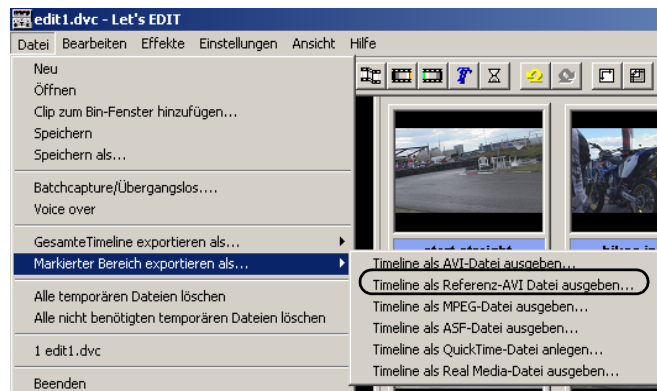 edit1.dvc - Let's EDIT
Datei Bearbeiten Effekte Einstellungen Ansicht Hilfe
Neu
Öffnen
Clip zum Bin-Fenster hinzufügen...
Speichern
Speichern als...
Batchcapture/Übergangslos....
Voice over
GesamteTimeline exportieren als...
Markierter Bereich exportieren als...
Alle temporären Dateien löschen
Alle nicht benötigten temporären Dateien löschen
1 edit1.dvc
Beenden
start straight
Timeline als AVI-Datei ausgeben...
Timeline als Referenz-AVI Datei ausgeben...
Timeline als MPEG-Datei ausgeben...
Timeline als ASF-Datei ausgeben...
Timeline als QuickTime-Datei anlegen...
Timeline als Real Media-Datei ausgeben...